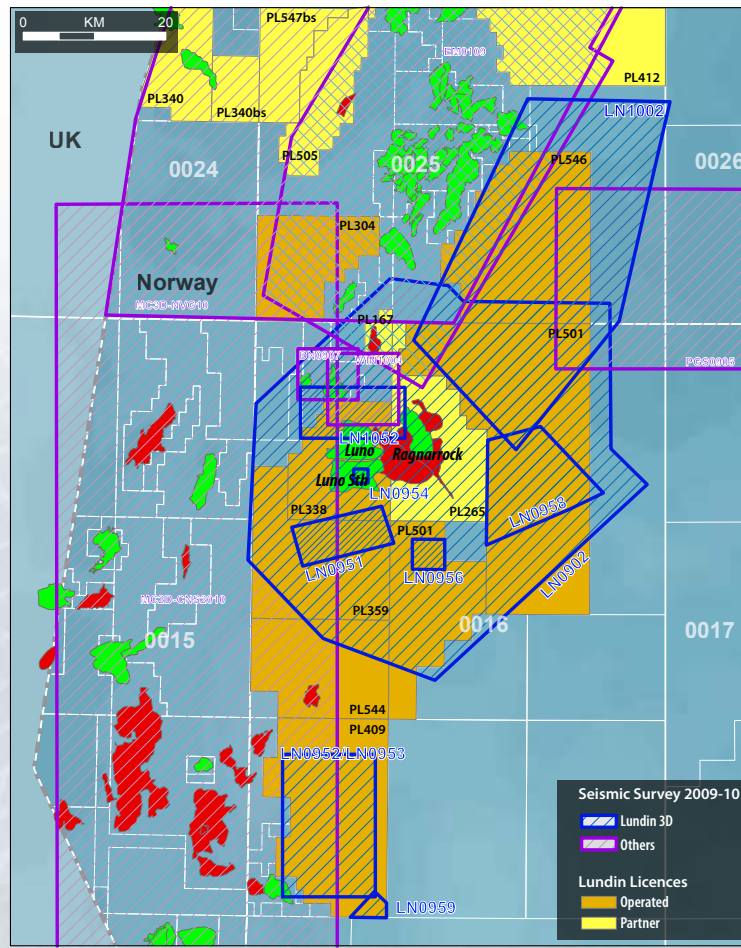 0 KM 20
PL547bs
EM0109
PL412
PL340
PL340bs
LN1002
UK
PL505
PL546
0024
0025
0026
PL304
Norway
MC3D-NVG10
PL167
PL501
BN0907
WIN1004
PGS0905
LN1052
Luno
Ragnarrock
Luno Sth
LN0954
PL338
PL265
PL501
LN0958
LN0951
LN0956
LN0902
MC3D-CNS2010
PL359
0015
0016
0017
PL544
PL409
LN0952/LN0953
LN0959
Seismic Survey 2009-10
Lundin 3D
Others
Lundin Licences
Operated
Partner